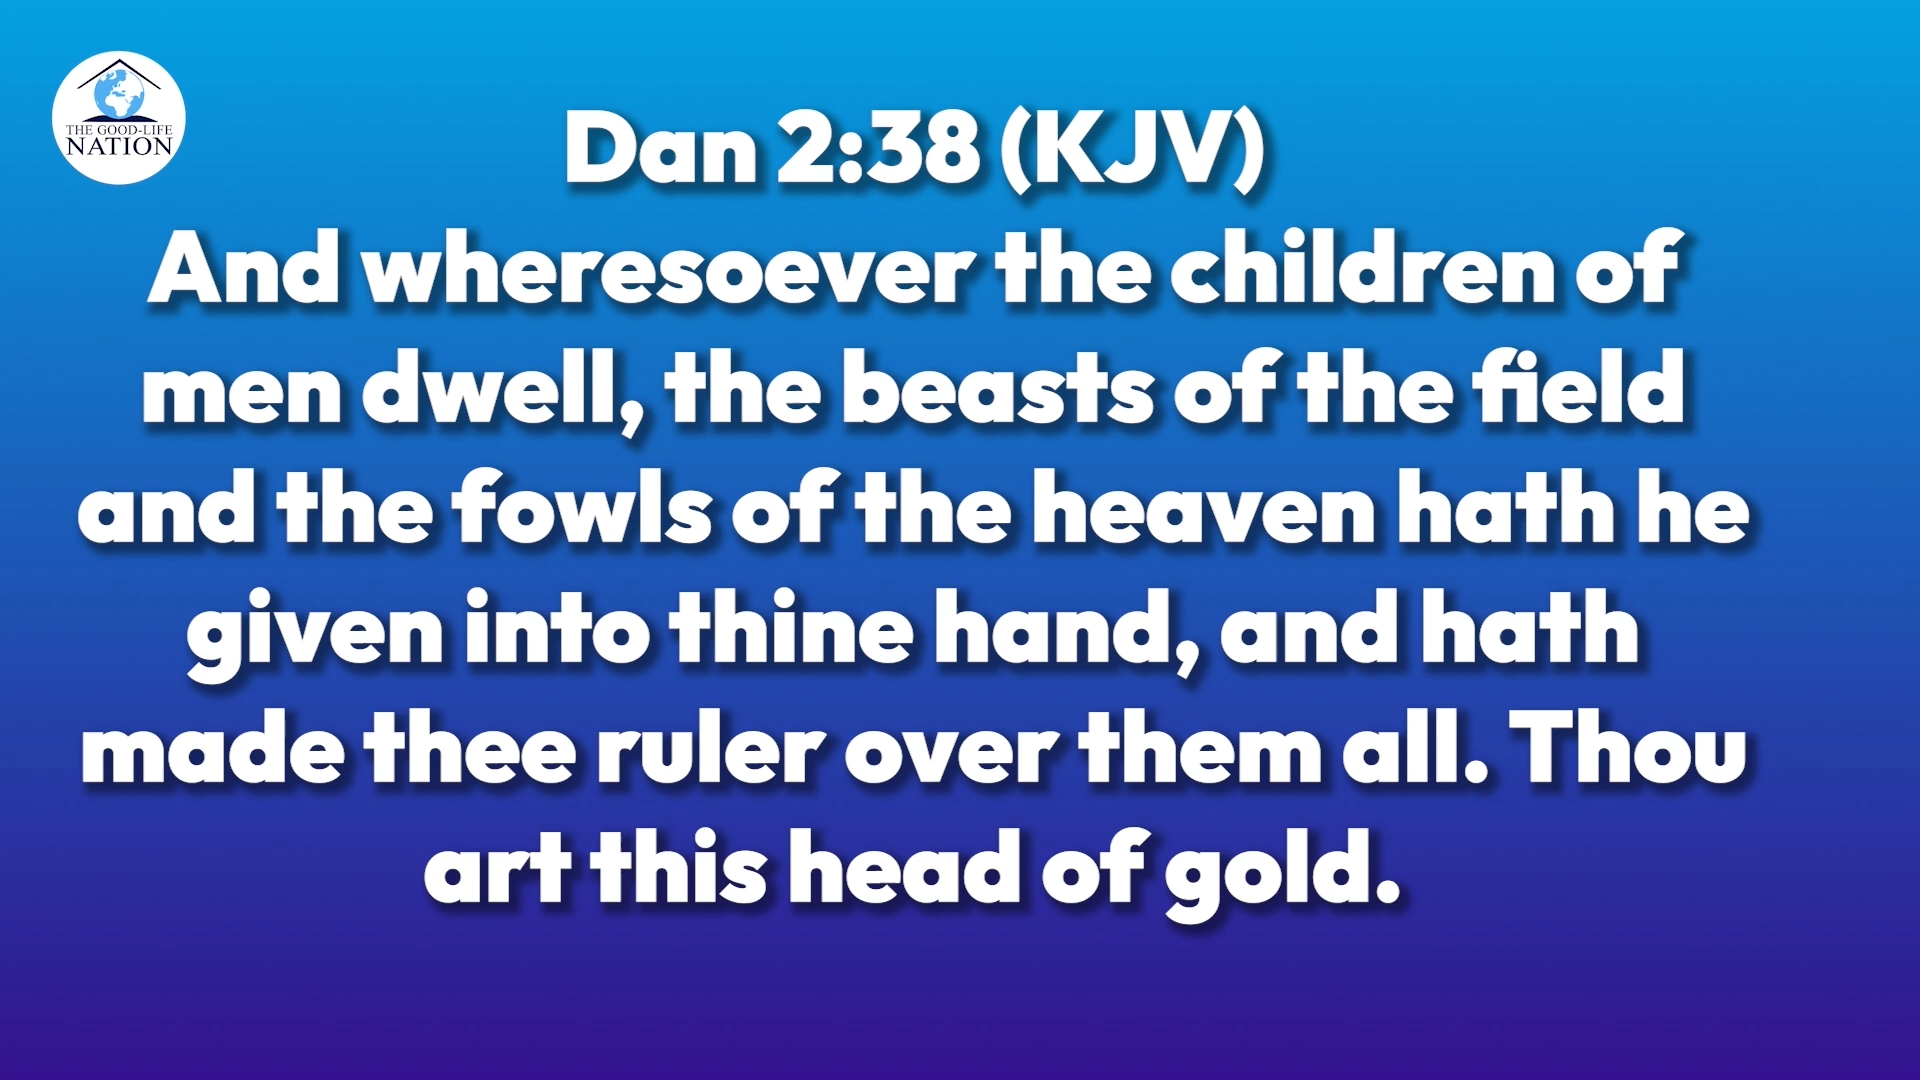 THE GOOD-LIFE
NATION
Dan 2:38 (KJV)
And wheresoever the children of
men dwell, the beasts of the field
and the fowls of the heaven hath he
given into thine hand, and hath
made thee ruler over them all. Thou
art this head of gold.